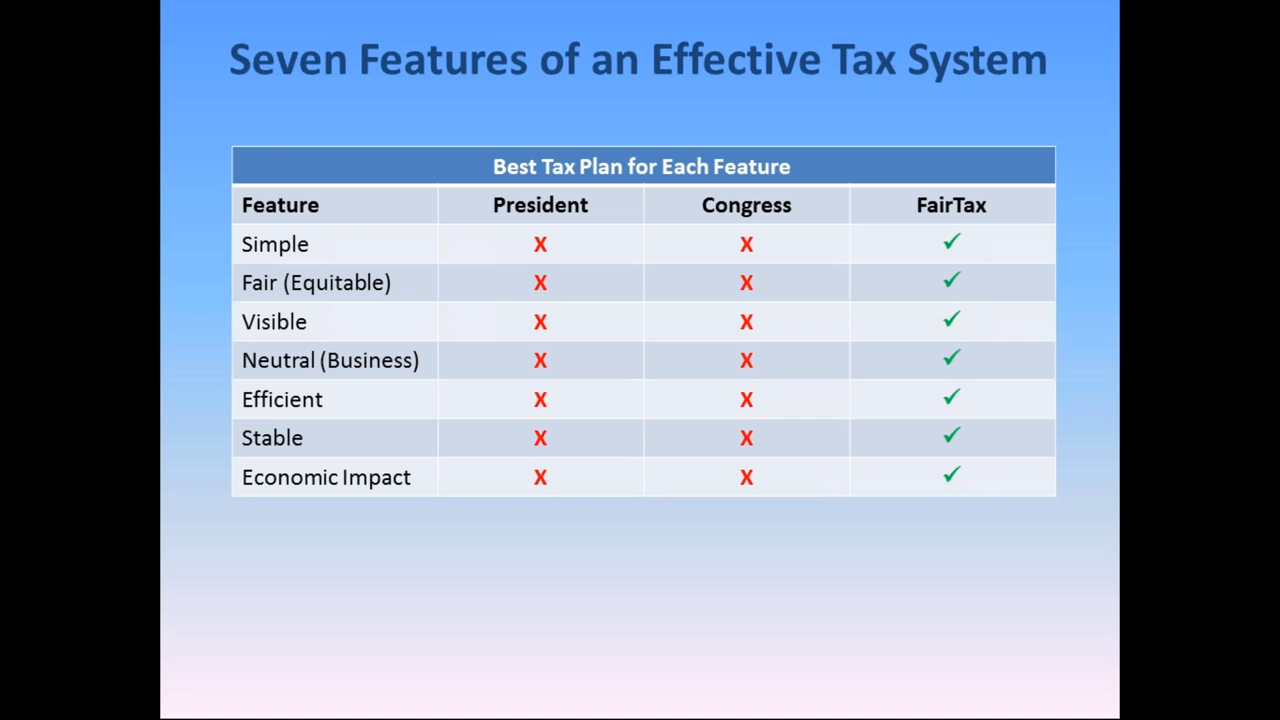 Seven Features of an Effective Tax System
Best Tax Plan for Each Feature
Feature President Congress FairTax
Simple X X ✓
Fair (Equitable) X X ✓
Visible X X ✓
Neutral (Business) X X ✓
Efficient X X ✓
Stable X X ✓
Economic Impact X X ✓